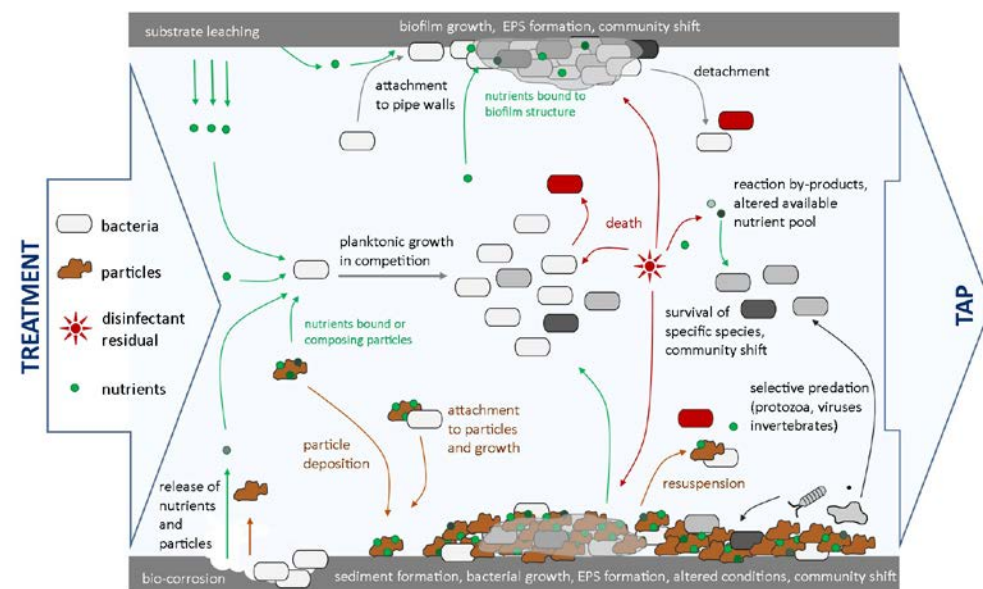 substrate leaching
biofilm growth, EPS formation, community shift
attachment
to pipe walls
nutrients bound to
biofilm structure
detachment
TREATMENT
bacteria
particles
disinfectant
residual
nutrients
planktonic growth
in competition
death
reaction by-products,
altered available
nutrient pool
nutrients bound or
composing particles
survival of
specific species,
community shift
TAP
selective predation
(protozoa, viruses
invertebrates)
attachment
to particles
and growth
particle
deposition
resuspension
release of
nutrients
and
particles
bio-corrosion
sediment formation, bacterial growth, EPS formation, altered conditions, community shift